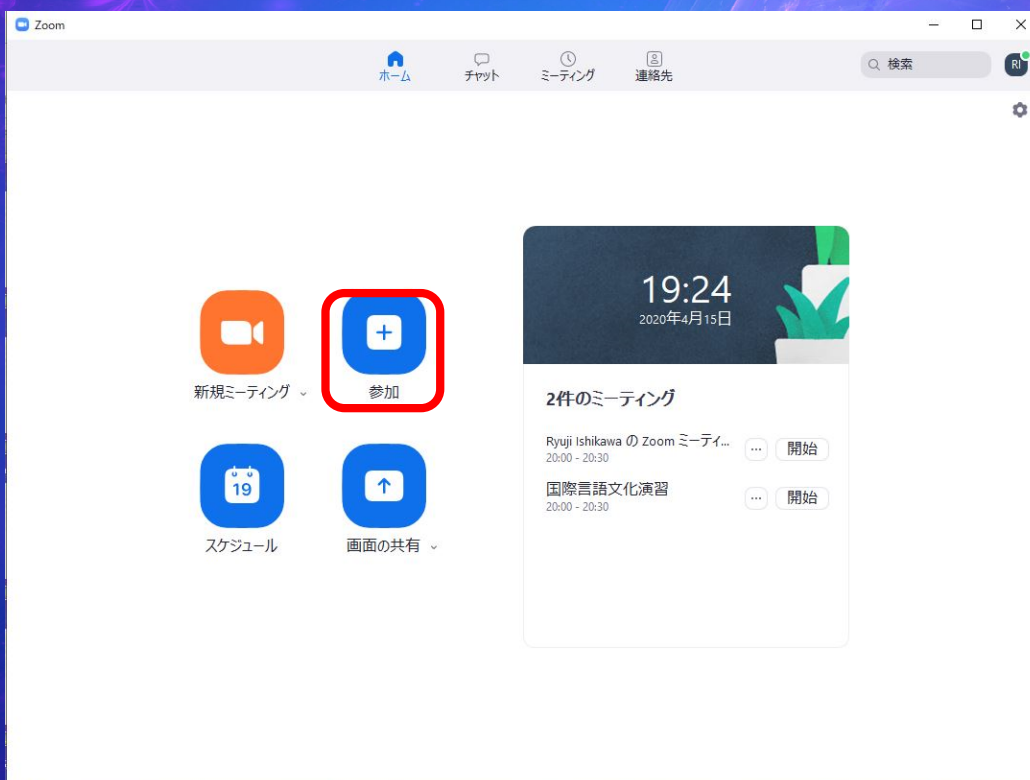 Zoom
ホーム
チャット
ミーティング
連絡先
検索
RI
19:24
2020年4月15日
新規ミーティング
参加
2件のミーティング
Ryuji Ishikawa の Zoom ミーティ...
20:00 - 20:30
開始
国際言語文化演習
20:00 - 20:30
開始
19
スケジュール
画面の共有